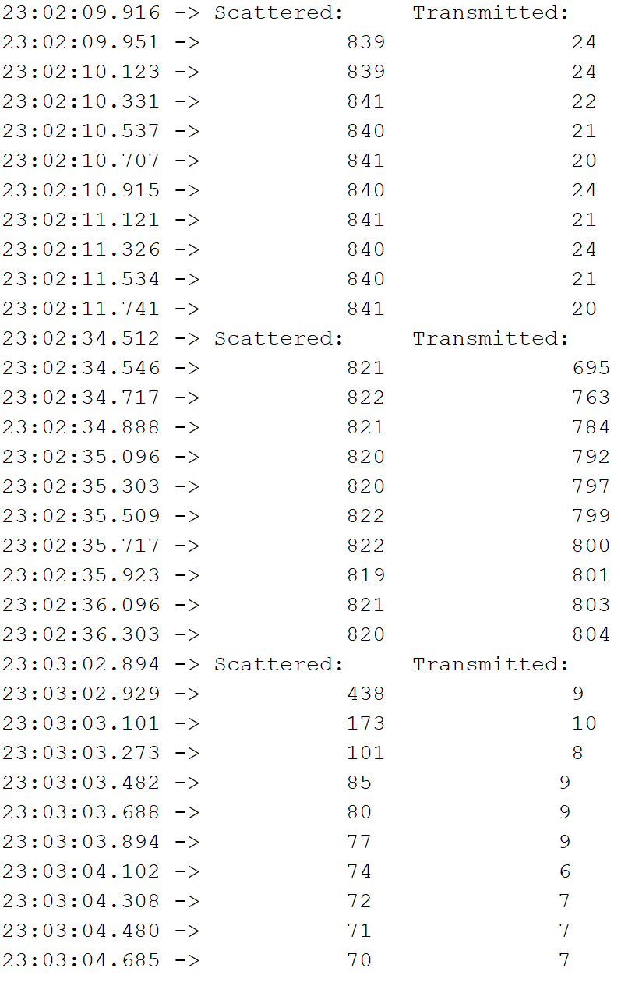 23:02:09.916 -> Scattered:     Transmitted:
23:02:09.951 ->           839              24
23:02:10.123 ->           839              24
23:02:10.331 ->           841              22
23:02:10.537 ->           840              21
23:02:10.707 ->           841              20
23:02:10.915 ->           840              24
23:02:11.121 ->           841              21
23:02:11.326 ->           840              24
23:02:11.534 ->           840              21
23:02:11.741 ->           841              20
23:02:34.512 -> Scattered:     Transmitted:
23:02:34.546 ->           821              695
23:02:34.717 ->           822              763
23:02:34.888 ->           821              784
23:02:35.096 ->           820              792
23:02:35.303 ->           820              797
23:02:35.509 ->           822              799
23:02:35.717 ->           822              800
23:02:35.923 ->           819              801
23:02:36.096 ->           821              803
23:02:36.303 ->           820              804
23:03:02.894 -> Scattered:     Transmitted:
23:03:02.929 ->           438              9
23:03:03.101 ->           173              10
23:03:03.273 ->           101              8
23:03:03.482 ->           85              9
23:03:03.688 ->           80              9
23:03:03.894 ->           77              9
23:03:04.102 ->           74              6
23:03:04.308 ->           72              7
23:03:04.480 ->           71              7
23:03:04.685 ->           70              7